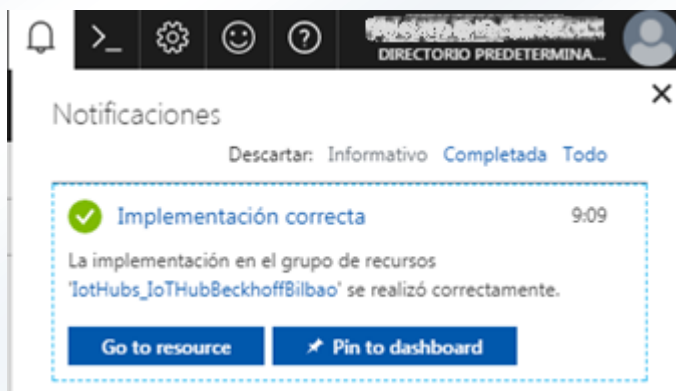 DIRECTORIO PREDETERMINA...
Notificaciones
Descartar: Informativo Completada Todo
Implementación correcta 9:09
La implementación en el grupo de recursos
'IotHubs_IoTHubBeckhoffBilbao' se realizó correctamente.
Go to resource Pin to dashboard